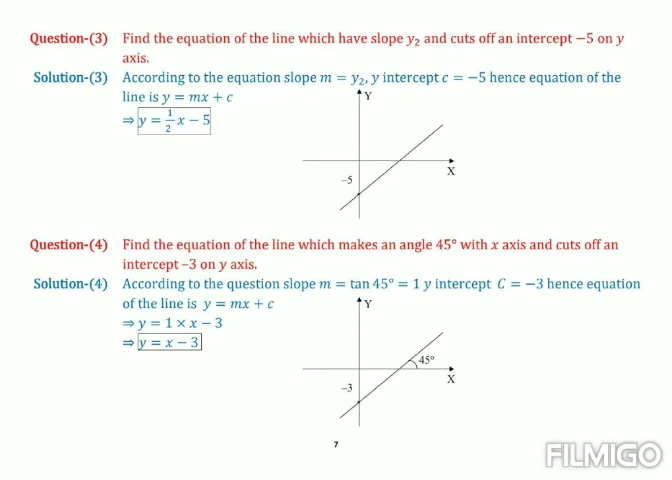 Question-(3) Find the equation of the line which have slope y₂ and cuts off an intercept −5 on y
axis.
Solution-(3) According to the equation slope m = y₂, y intercept c = −5 hence equation of the
line is y = mx + c
⇒ y = 1/2 x − 5
Y
X
−5
Question-(4) Find the equation of the line which makes an angle 45° with x axis and cuts off an
intercept −3 on y axis.
Solution-(4) According to the question slope m = tan 45° = 1 y intercept C = −3 hence equation
of the line is y = mx + c
⇒ y = 1 × x − 3
⇒ y = x − 3
Y
45°
X
−3
7
FILMIGO